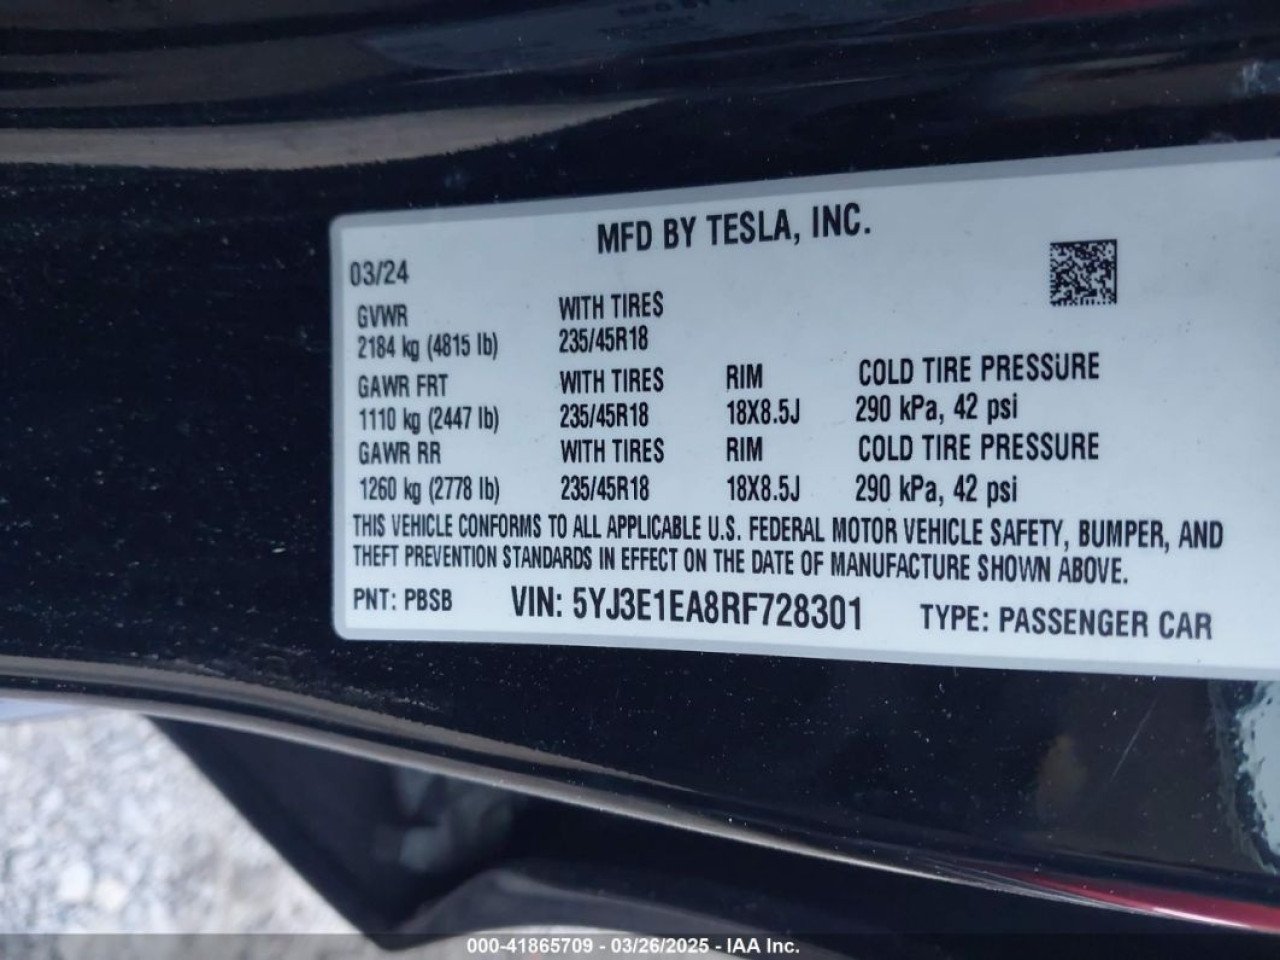 MFD BY TESLA, INC.
03/24
GVWR WITH TIRES
2184 kg (4815 lb) 235/45R18
GAWR FRT WITH TIRES RIM COLD TIRE PRESSURE
1110 kg (2447 lb) 235/45R18 18X8.5J 290 kPa, 42 psi
GAWR RR WITH TIRES RIM COLD TIRE PRESSURE
1260 kg (2778 lb) 235/45R18 18X8.5J 290 kPa, 42 psi
THIS VEHICLE CONFORMS TO ALL APPLICABLE U.S. FEDERAL MOTOR VEHICLE SAFETY, BUMPER, AND
THEFT PREVENTION STANDARDS IN EFFECT ON THE DATE OF MANUFACTURE SHOWN ABOVE.
PNT: PBSB VIN: 5YJ3E1EA8RF728301 TYPE: PASSENGER CAR
000-41865709 - 03/26/2025 - IAA Inc.